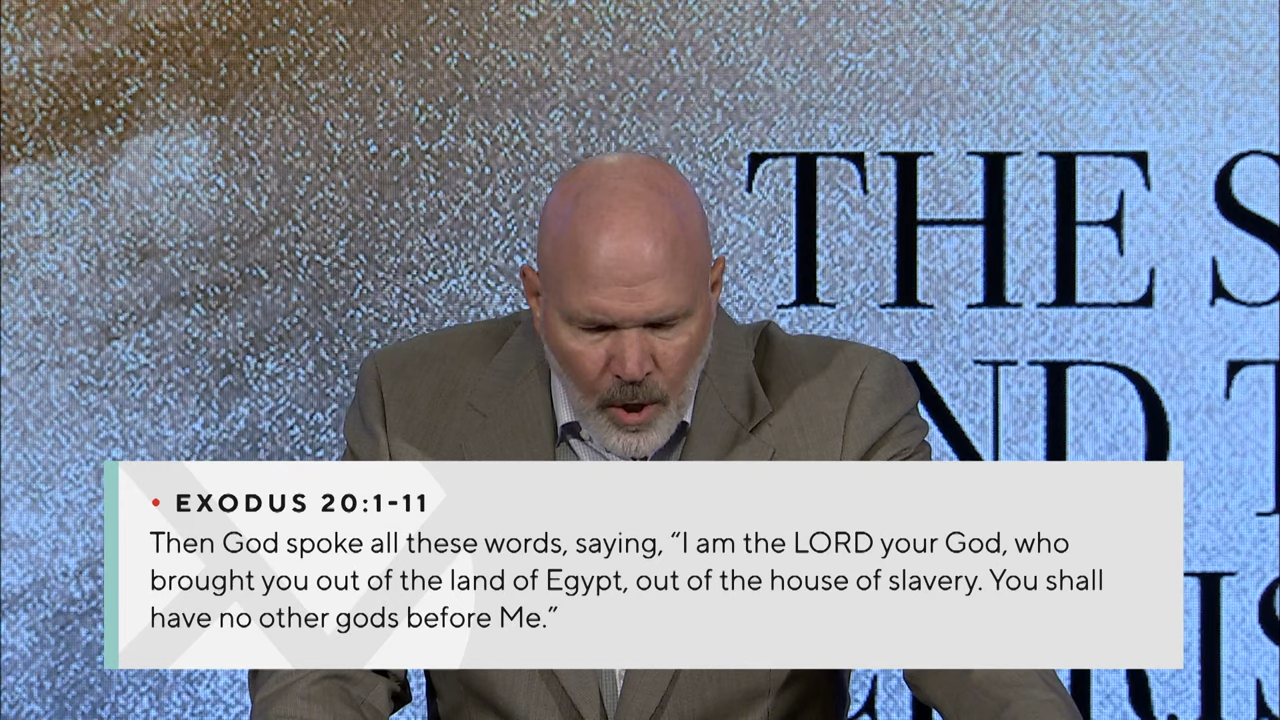 THE
• EXODUS 20:1-11
Then God spoke all these words, saying, “I am the LORD your God, who
brought you out of the land of Egypt, out of the house of slavery. You shall
have no other gods before Me.”